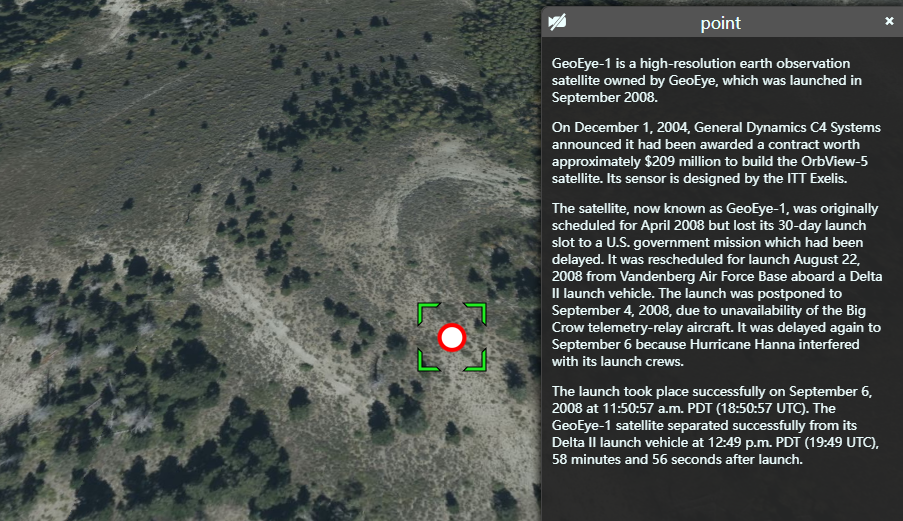 point
GeoEye-1 is a high-resolution earth observation
satellite owned by GeoEye, which was launched in
September 2008.
On December 1, 2004, General Dynamics C4 Systems
announced it had been awarded a contract worth
approximately $209 million to build the OrbView-5
satellite. Its sensor is designed by the ITT Exelis.
The satellite, now known as GeoEye-1, was originally
scheduled for April 2008 but lost its 30-day launch
slot to a U.S. government mission which had been
delayed. It was rescheduled for launch August 22,
2008 from Vandenberg Air Force Base aboard a Delta
II launch vehicle. The launch was postponed to
September 4, 2008, due to unavailability of the Big
Crow telemetry-relay aircraft. It was delayed again to
September 6 because Hurricane Hanna interfered
with its launch crews.
The launch took place successfully on September 6,
2008 at 11:50:57 a.m. PDT (18:50:57 UTC). The
GeoEye-1 satellite separated successfully from its
Delta II launch vehicle at 12:49 p.m. PDT (19:49 UTC),
58 minutes and 56 seconds after launch.